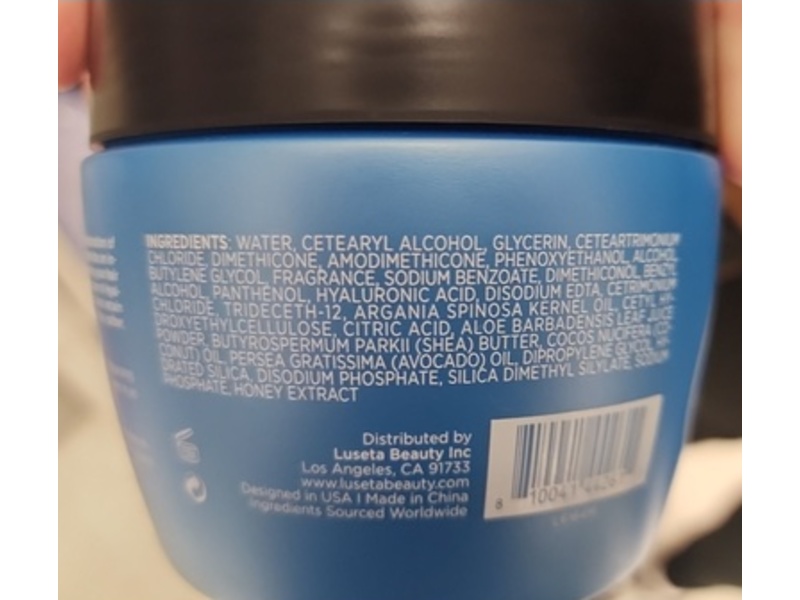 INGREDIENTS: WATER, CETEARYL ALCOHOL, GLYCERIN, CETEARTRIMONIUM
CHLORIDE, DIMETHICONE, AMODIMETHICONE, PHENOXYETHANOL, ALCOHOL,
BUTYLENE GLYCOL, FRAGRANCE, SODIUM BENZOATE, DIMETHICONOL, BENZYL
ALCOHOL, PANTHENOL, HYALURONIC ACID, DISODIUM EDTA, CETRIMONIUM
CHLORIDE, TRIDECETH-12, ARGANIA SPINOSA KERNEL OIL, CETYL HY-
DROXYETHYLCELLULOSE, CITRIC ACID, ALOE BARBADENSIS LEAF JUICE
POWDER, BUTYROSPERMUM PARKII (SHEA) BUTTER, COCOS NUCIFERA (CO-
CONUT) OIL, PERSEA GRATISSIMA (AVOCADO) OIL, DIPROPYLENE GLYCOL, HY-
DRATED SILICA, DISODIUM PHOSPHATE, SILICA DIMETHYL SILYLATE, SODIUM
PHOSPHATE, HONEY EXTRACT
Distributed by
Luseta Beauty Inc
Los Angeles, CA 91733
www.lusetabeauty.com
Designed in USA | Made in China
Ingredients Sourced Worldwide
8 10041